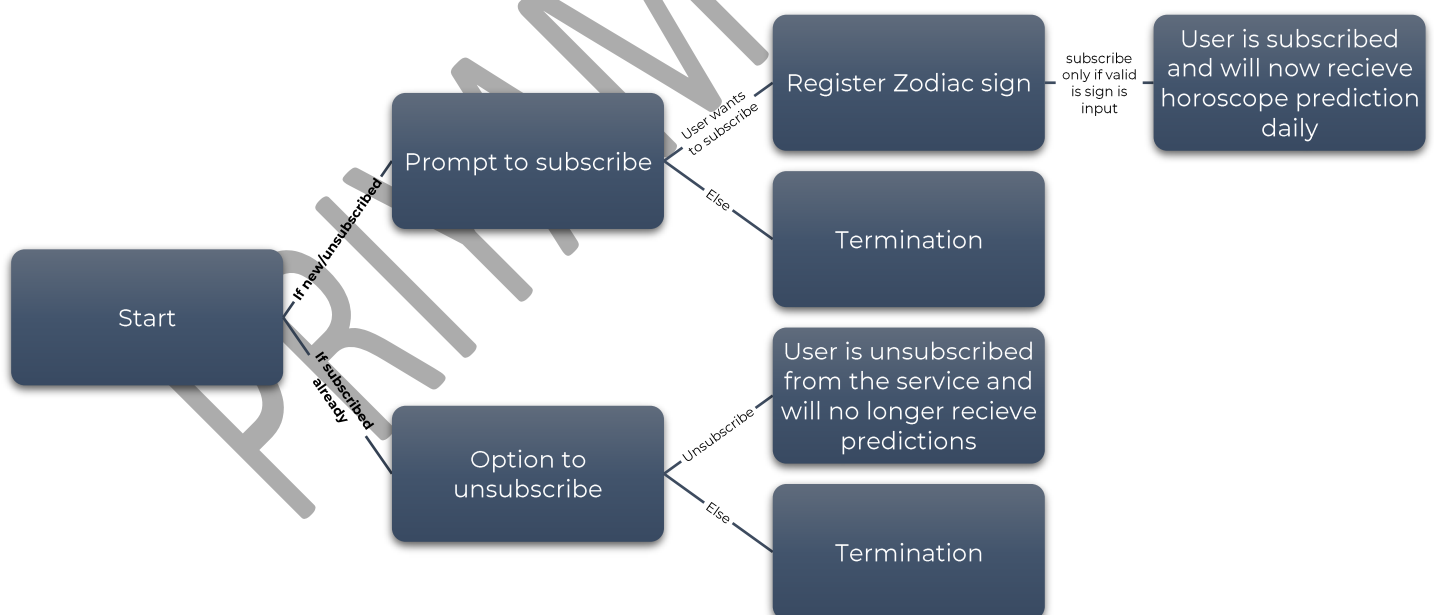 Start
If new/unsubscribed
If subscribed
already
Prompt to subscribe
User wants
to subscribe
Else
Register Zodiac sign
subscribe
only if valid
is sign is
input
User is subscribed
and will now recieve
horoscope prediction
daily
Termination
Option to
unsubscribe
Unsubscribe
Else
User is unsubscribed
from the service and
will no longer recieve
predictions
Termination
PRIYAM